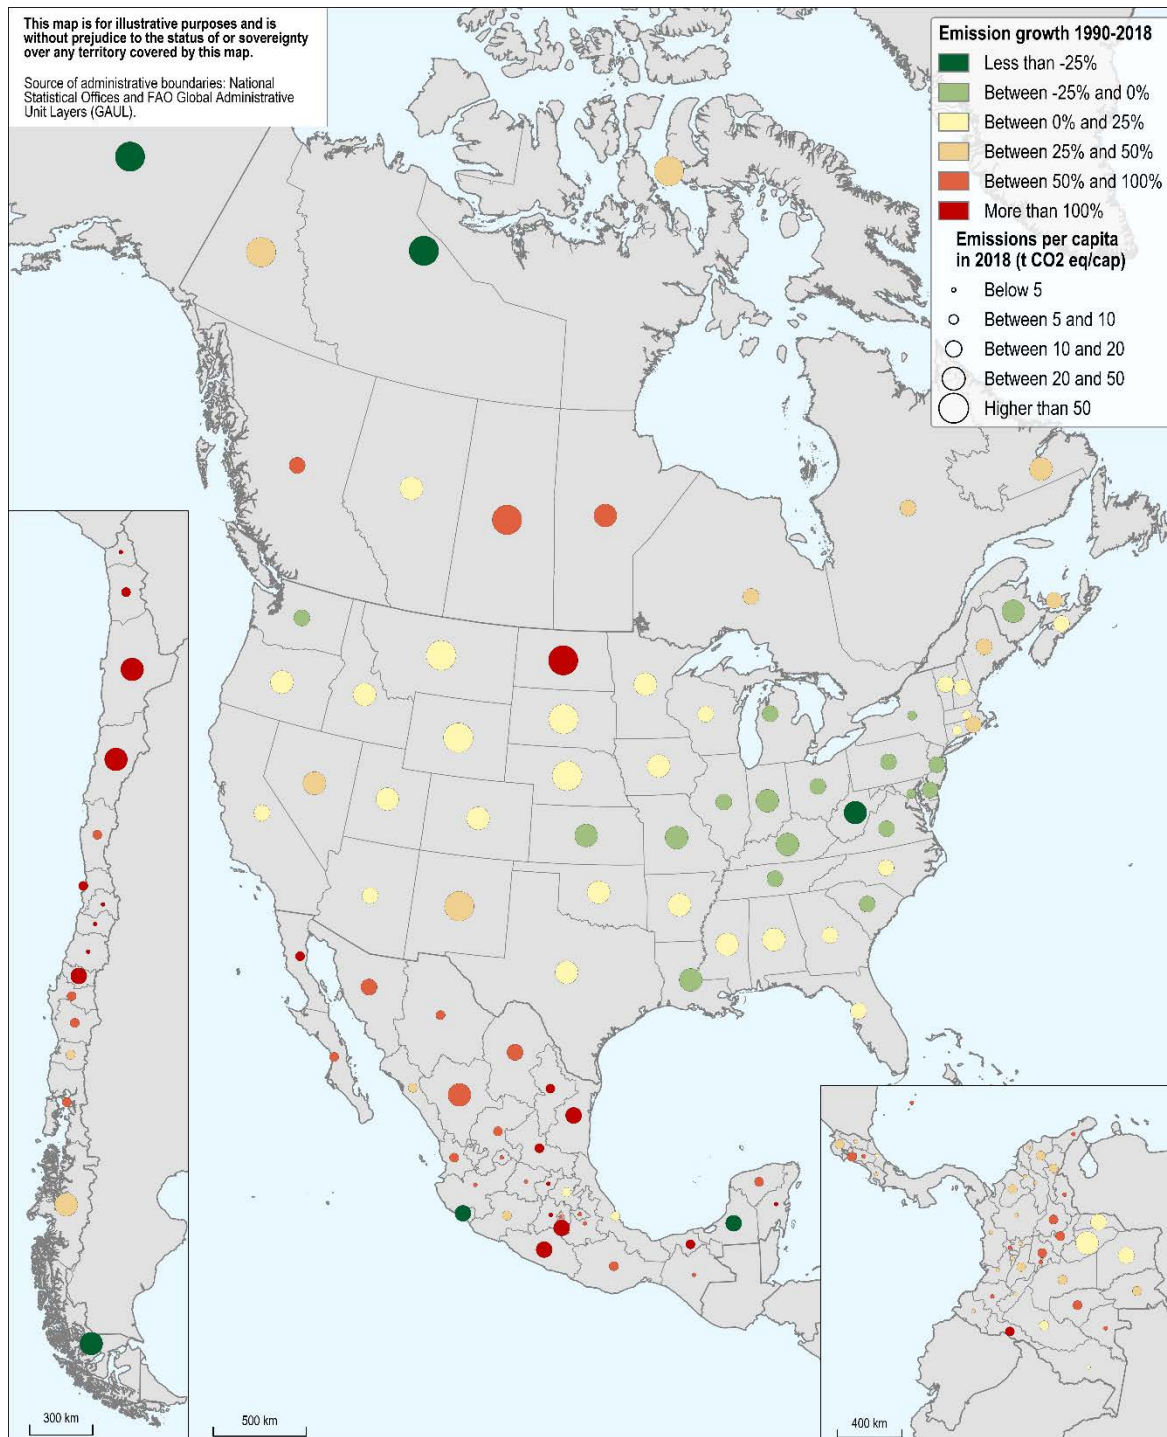 This map is for illustrative purposes and is
without prejudice to the status of or sovereignty
over any territory covered by this map.
Source of administrative boundaries: National
Statistical Offices and FAO Global Administrative
Unit Layers (GAUL).
Emission growth 1990-2018
Less than -25%
Between -25% and 0%
Between 0% and 25%
Between 25% and 50%
Between 50% and 100%
More than 100%
Emissions per capita
in 2018 (t CO2 eq/cap)
Below 5
Between 5 and 10
Between 10 and 20
Between 20 and 50
Higher than 50
300 km
500 km
400 km